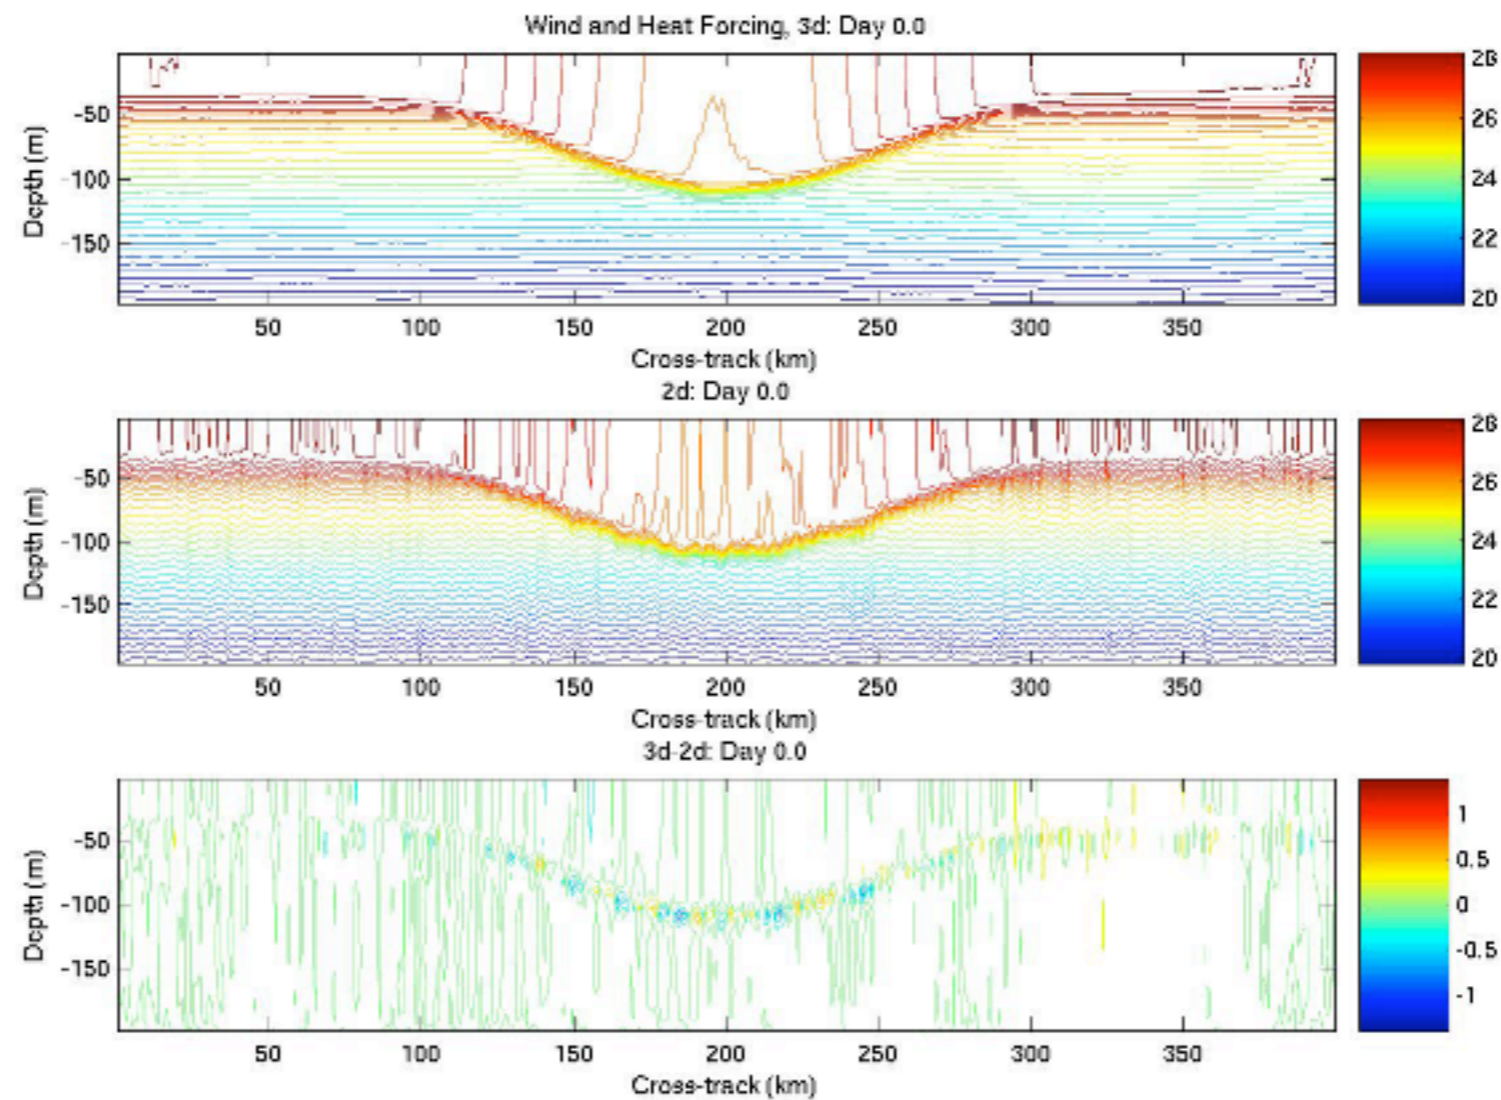 Wind and Heat Forcing, 3d: Day 0.0
-50
-100
-150
Depth (m)
50 100 150 200 250 300 350
Cross-track (km)
28
26
24
22
20
2d: Day 0.0
-50
-100
-150
Depth (m)
50 100 150 200 250 300 350
Cross-track (km)
28
26
24
22
20
3d-2d: Day 0.0
-50
-100
-150
Depth (m)
50 100 150 200 250 300 350
Cross-track (km)
1
0.5
0
-0.5
-1